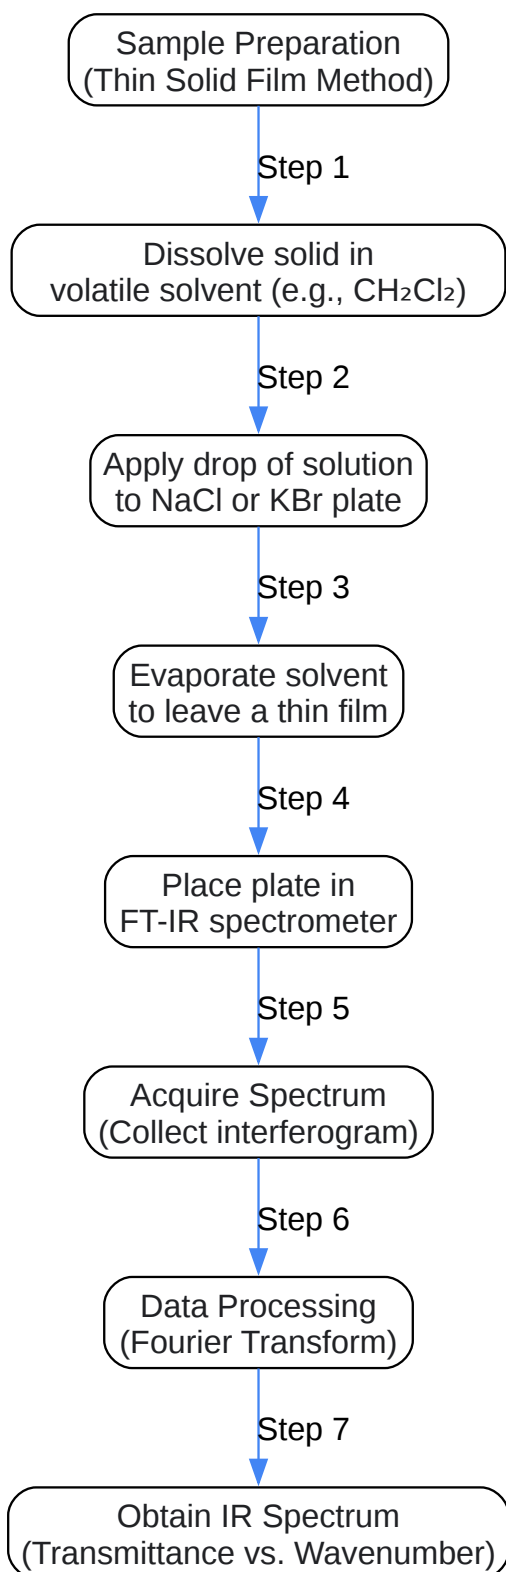 Sample Preparation
(Thin Solid Film Method)
Step 1
Dissolve solid in
volatile solvent (e.g., CH₂Cl₂)
Step 2
Apply drop of solution
to NaCl or KBr plate
Step 3
Evaporate solvent
to leave a thin film
Step 4
Place plate in
FT-IR spectrometer
Step 5
Acquire Spectrum
(Collect interferogram)
Step 6
Data Processing
(Fourier Transform)
Step 7
Obtain IR Spectrum
(Transmittance vs. Wavenumber)